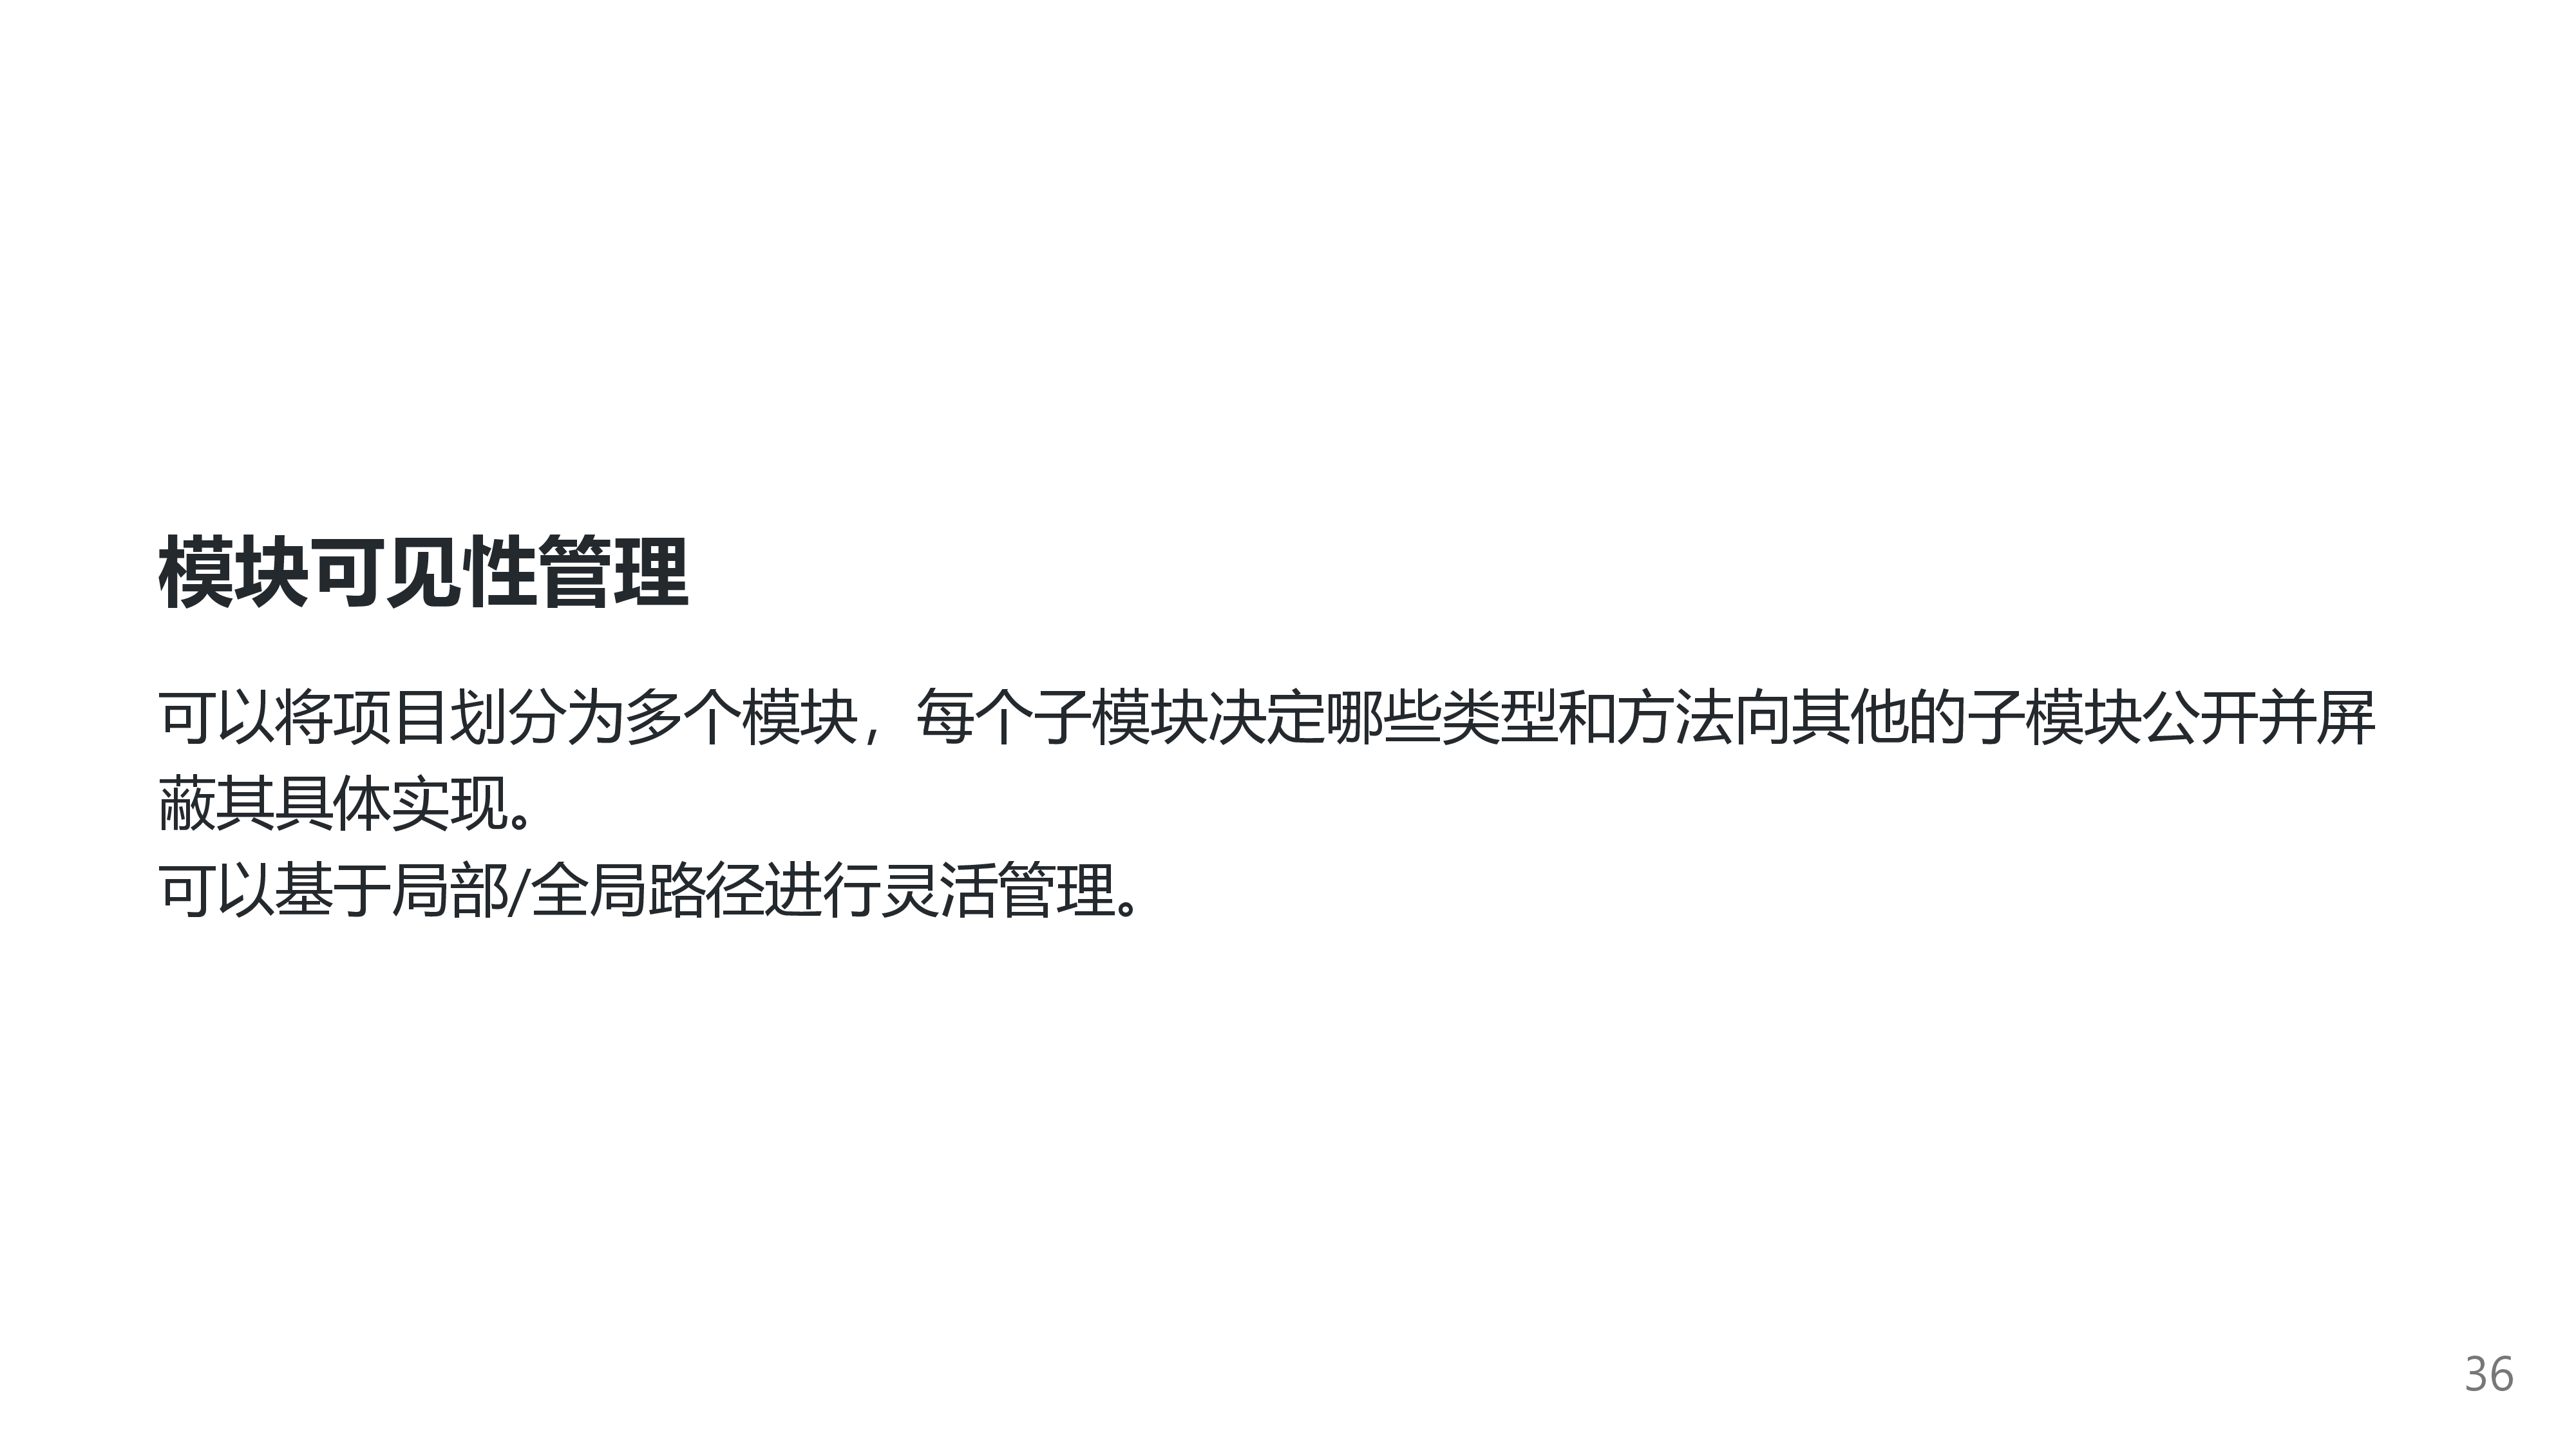 模块可见性管理
可以将项目划分为多个模块，每个子模块决定哪些类型和方法向其他的子模块公开并屏
蔽其具体实现。
可以基于局部/全局路径进行灵活管理。
36